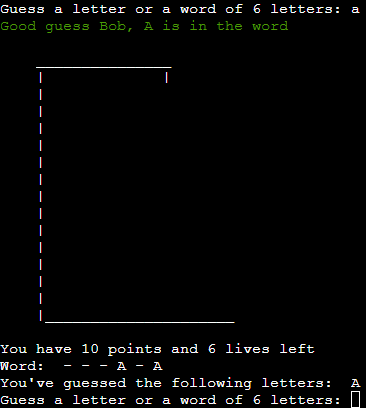 Guess a letter or a word of 6 letters: a
Good guess Bob, A is in the word
You have 10 points and 6 lives left
Word:  - - - A - A
You've guessed the following letters:  A
Guess a letter or a word of 6 letters: